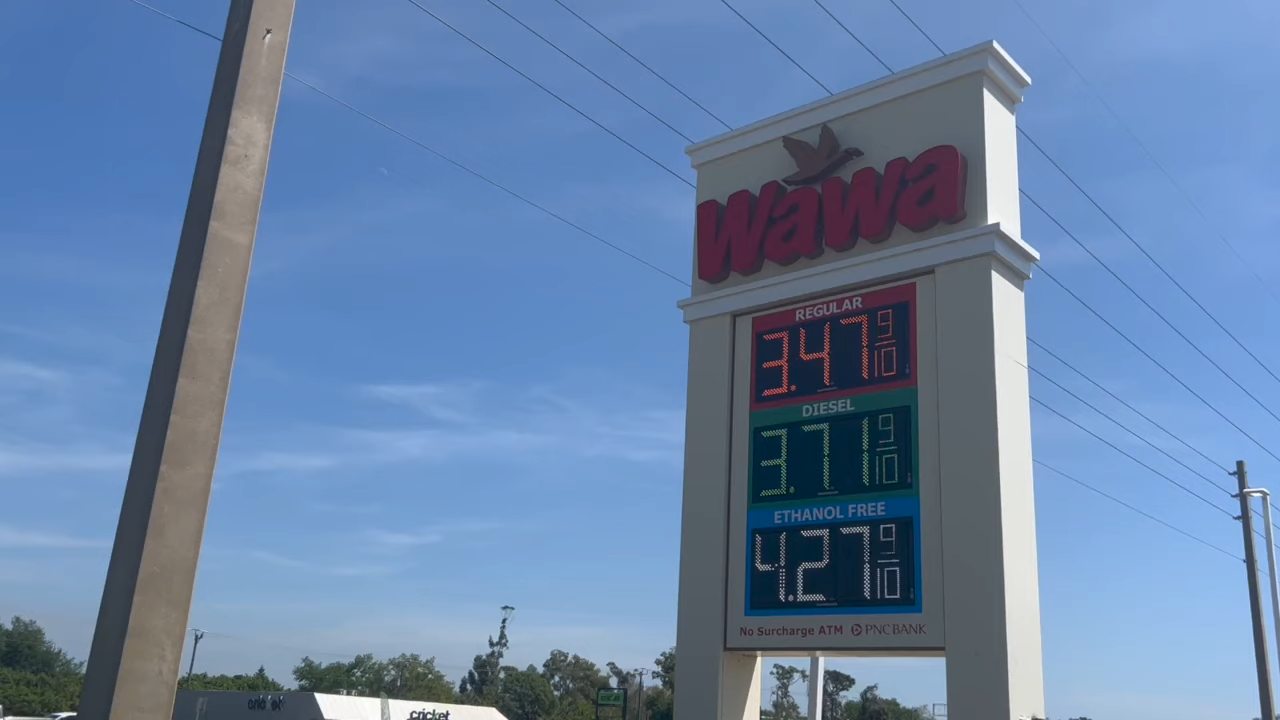 Wawa
REGULAR
3.47 9/10
DIESEL
3.71 9/10
ETHANOL FREE
4.27 9/10
No Surcharge ATM PNC BANK
cricket
cricket